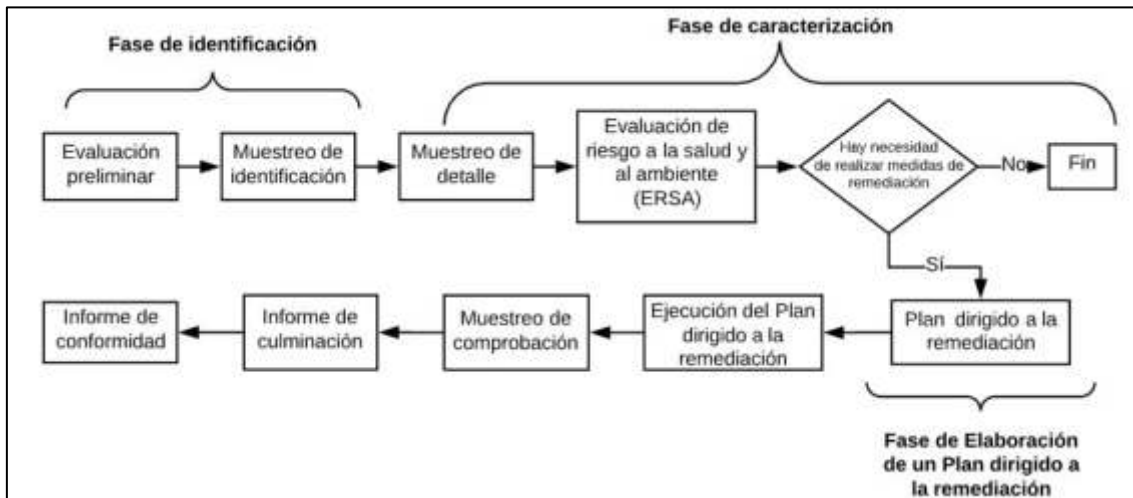 Fase de identificación
Fase de caracterización
Evaluación
preliminar
Muestreo de
identificación
Muestreo de
detalle
Evaluación de
riesgo a la salud y
al ambiente
(ERSA)
Hay necesidad
de realizar medidas de
remediación
No
Fin
Sí
Plan dirigido a la
remediación
Ejecución del Plan
dirigido a la
remediación
Muestreo de
comprobación
Informe de
culminación
Informe de
conformidad
Fase de Elaboración
de un Plan dirigido a
la remediación